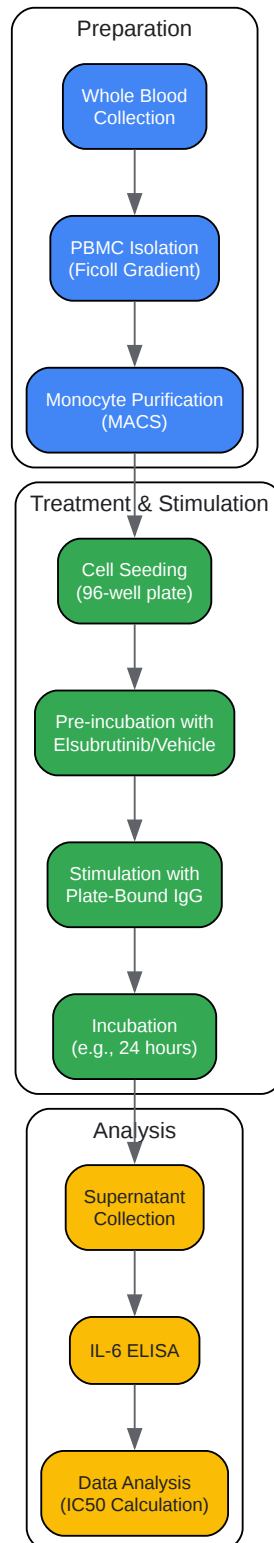 Preparation
Whole Blood
Collection
PBMC Isolation
(Ficoll Gradient)
Monocyte Purification
(MACS)
Treatment & Stimulation
Cell Seeding
(96-well plate)
Pre-incubation with
Elsubrutinib/Vehicle
Stimulation with
Plate-Bound IgG
Incubation
(e.g., 24 hours)
Analysis
Supernatant
Collection
IL-6 ELISA
Data Analysis
(IC50 Calculation)